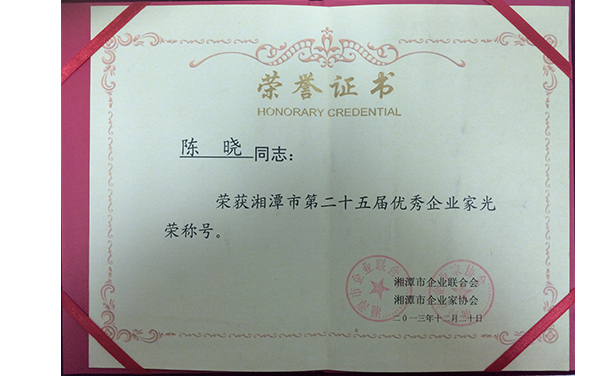 荣誉证书
HONORARY CREDENTIAL
陈 晓 同志：
荣获湘潭市第二十五届优秀企业家光
荣称号。
湘潭市企业联合会
湘潭市企业家协会
二0一三年十二月二十日